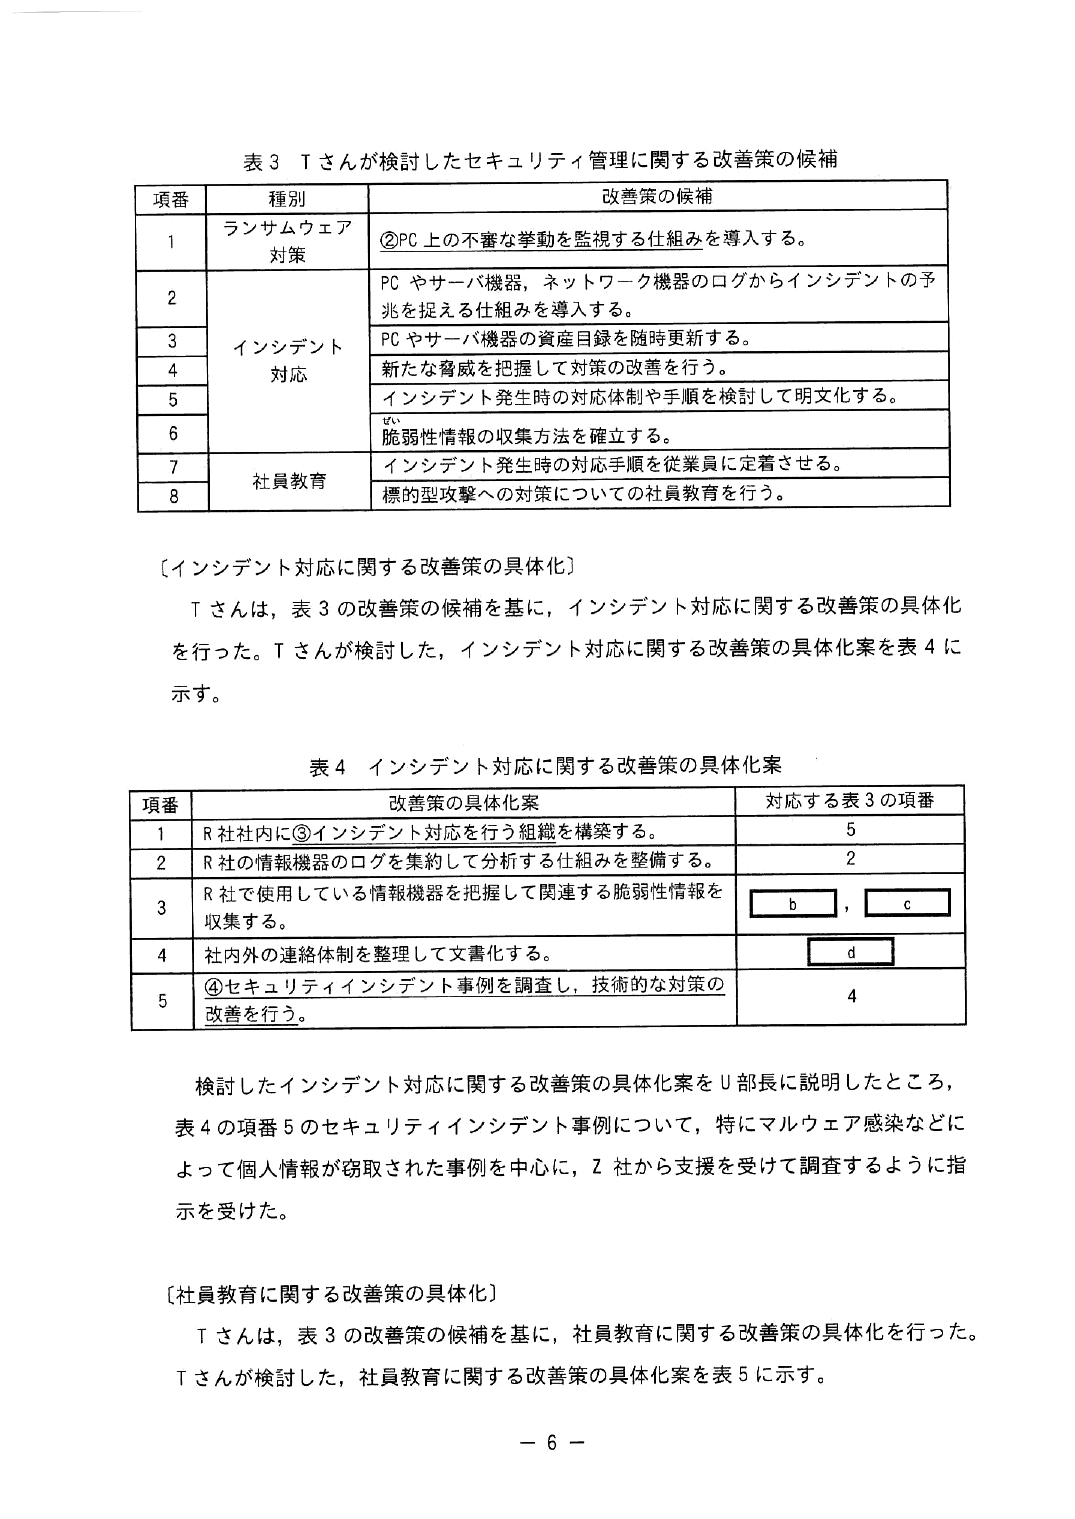 表3 Tさんが検討したセキュリティ管理に関する改善策の候補
項番 種別 改善策の候補
1 ランサムウェア対策 ②PC上の不審な挙動を監視する仕組みを導入する。
2 インシデント対応 PCやサーバ機器，ネットワーク機器のログからインシデントの予
兆を捉える仕組みを導入する。
3 PCやサーバ機器の資産目録を随時更新する。
4 新たな脅威を把握して対策の改善を行う。
5 インシデント発生時の対応体制や手順を検討して明文化する。
ぜい
6 脆弱性情報の収集方法を確立する。
7 社員教育 インシデント発生時の対応手順を従業員に定着させる。
8 標的型攻撃への対策についての社員教育を行う。
〔インシデント対応に関する改善策の具体化〕
Tさんは，表3の改善策の候補を基に，インシデント対応に関する改善策の具体化
を行った。Tさんが検討した，インシデント対応に関する改善策の具体化案を表4に
示す。
表4 インシデント対応に関する改善策の具体化案
項番 改善策の具体化案 対応する表3の項番
1 R社社内に③インシデント対応を行う組織を構築する。 5
2 R社の情報機器のログを集約して分析する仕組みを整備する。 2
3 R社で使用している情報機器を把握して関連する脆弱性情報を
収集する。 b ， c
4 社内外の連絡体制を整理して文書化する。 d
5 ④セキュリティインシデント事例を調査し，技術的な対策の
改善を行う。 4
検討したインシデント対応に関する改善策の具体化案をU部長に説明したところ，
表4の項番5のセキュリティインシデント事例について，特にマルウェア感染などに
よって個人情報が窃取された事例を中心に，Z社から支援を受けて調査するように指
示を受けた。
〔社員教育に関する改善策の具体化〕
Tさんは，表3の改善策の候補を基に，社員教育に関する改善策の具体化を行った。
Tさんが検討した，社員教育に関する改善策の具体化案を表5に示す。
― 6 ―